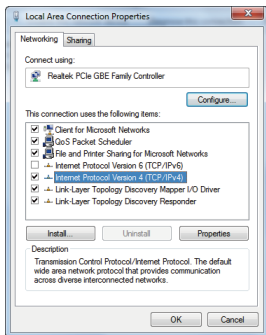 Local Area Connection Properties
Networking Sharing
Connect using:
Realtek PCIe GBE Family Controller
Configure...
This connection uses the following items:
Client for Microsoft Networks
QoS Packet Scheduler
File and Printer Sharing for Microsoft Networks
Internet Protocol Version 6 (TCP/IPv6)
Internet Protocol Version 4 (TCP/IPv4)
Link-Layer Topology Discovery Mapper I/O Driver
Link-Layer Topology Discovery Responder
Install... Uninstall Properties
Description
Transmission Control Protocol/Internet Protocol. The default
wide area network protocol that provides communication
across diverse interconnected networks.
OK Cancel